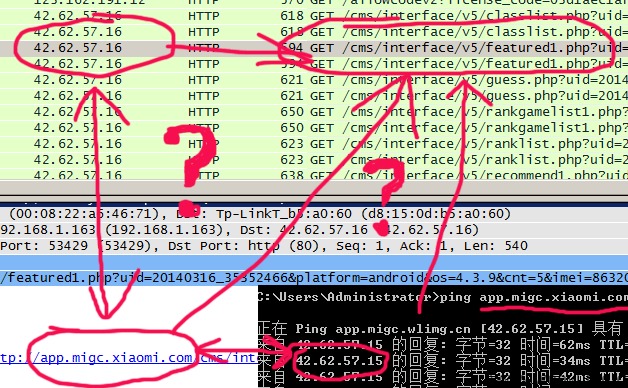 42.62.57.16 HTTP 618 GET /cms/interface/v5/classlist.php?uid=
42.62.57.16 HTTP 618 GET /cms/interface/v5/classlist.php?uid=
42.62.57.16 HTTP 594 GET /cms/interface/v5/featured1.php?uid=
42.62.57.16 HTTP 594 GET /cms/interface/v5/featured1.php?uid=
42.62.57.16 HTTP 621 GET /cms/interface/v5/guess.php?uid=2014
42.62.57.16 HTTP 621 GET /cms/interface/v5/guess.php?uid=2014
42.62.57.16 HTTP 650 GET /cms/interface/v5/rankgamelist1.php?
42.62.57.16 HTTP 650 GET /cms/interface/v5/rankgamelist1.php?
42.62.57.16 HTTP 623 GET /cms/interface/v5/ranklist.php?uid=2
42.62.57.16 HTTP 623 GET /cms/interface/v5/ranklist.php?uid=2
42.62.57.16 HTTP 638 GET /cms/interface/v5/recommend1.php?uid
(00:08:22:a5:46:71), Dst: Tp-LinkT_b5:a0:60 (d8:15:0d:b5:a0:60)
92.168.1.163 (192.168.1.163), Dst: 42.62.57.16 (42.62.57.16)
Port: 53429 (53429), Dst Port: http (80), Seq: 1, Ack: 1, Len: 540
/featured1.php?uid=20140316_35352466&platform=android&os=4.3.9&cnt=5&imei=86320
C:\Users\Administrator>ping app.migc.xiaomi.com
正在 Ping app.migc.wlimg.cn [42.62.57.15] 具有
来自 42.62.57.15 的回复: 字节=32 时间=62ms TTL=
tp://app.migc.xiaomi.com/cms/int
来自 42.62.57.15 的回复: 字节=32 时间=34ms TTL=
来自 42.62.57.15 的回复: 字节=32 时间=42ms TTL=
?
?